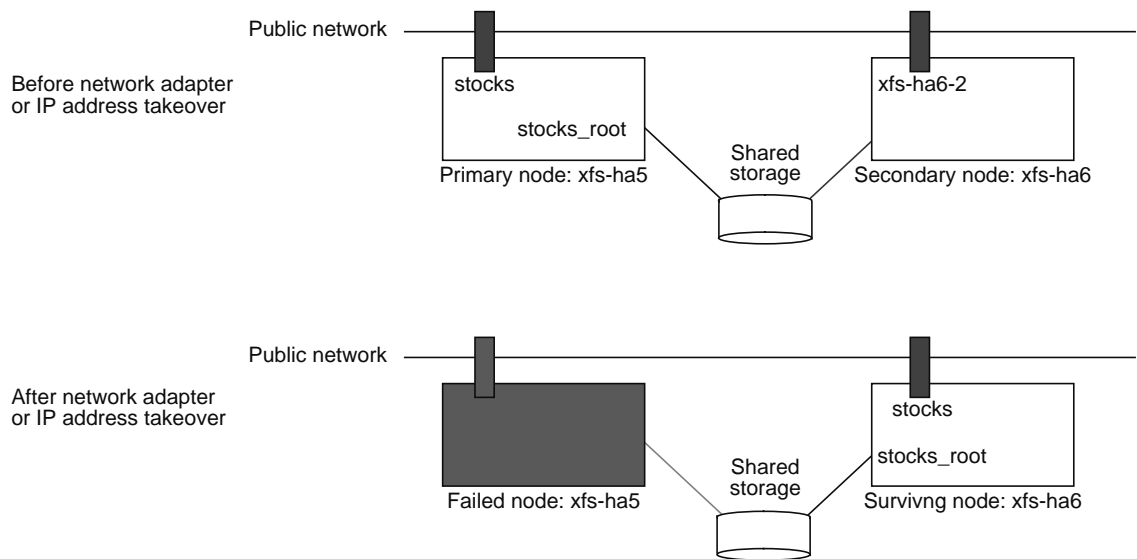 Public network
Before network adapter
or IP address takeover
stocks
xfs-ha6-2
stocks_root
Shared
storage
Primary node: xfs-ha5
Secondary node: xfs-ha6
Public network
After network adapter
or IP address takeover
stocks
stocks_root
Shared
storage
Failed node: xfs-ha5
Survivng node: xfs-ha6